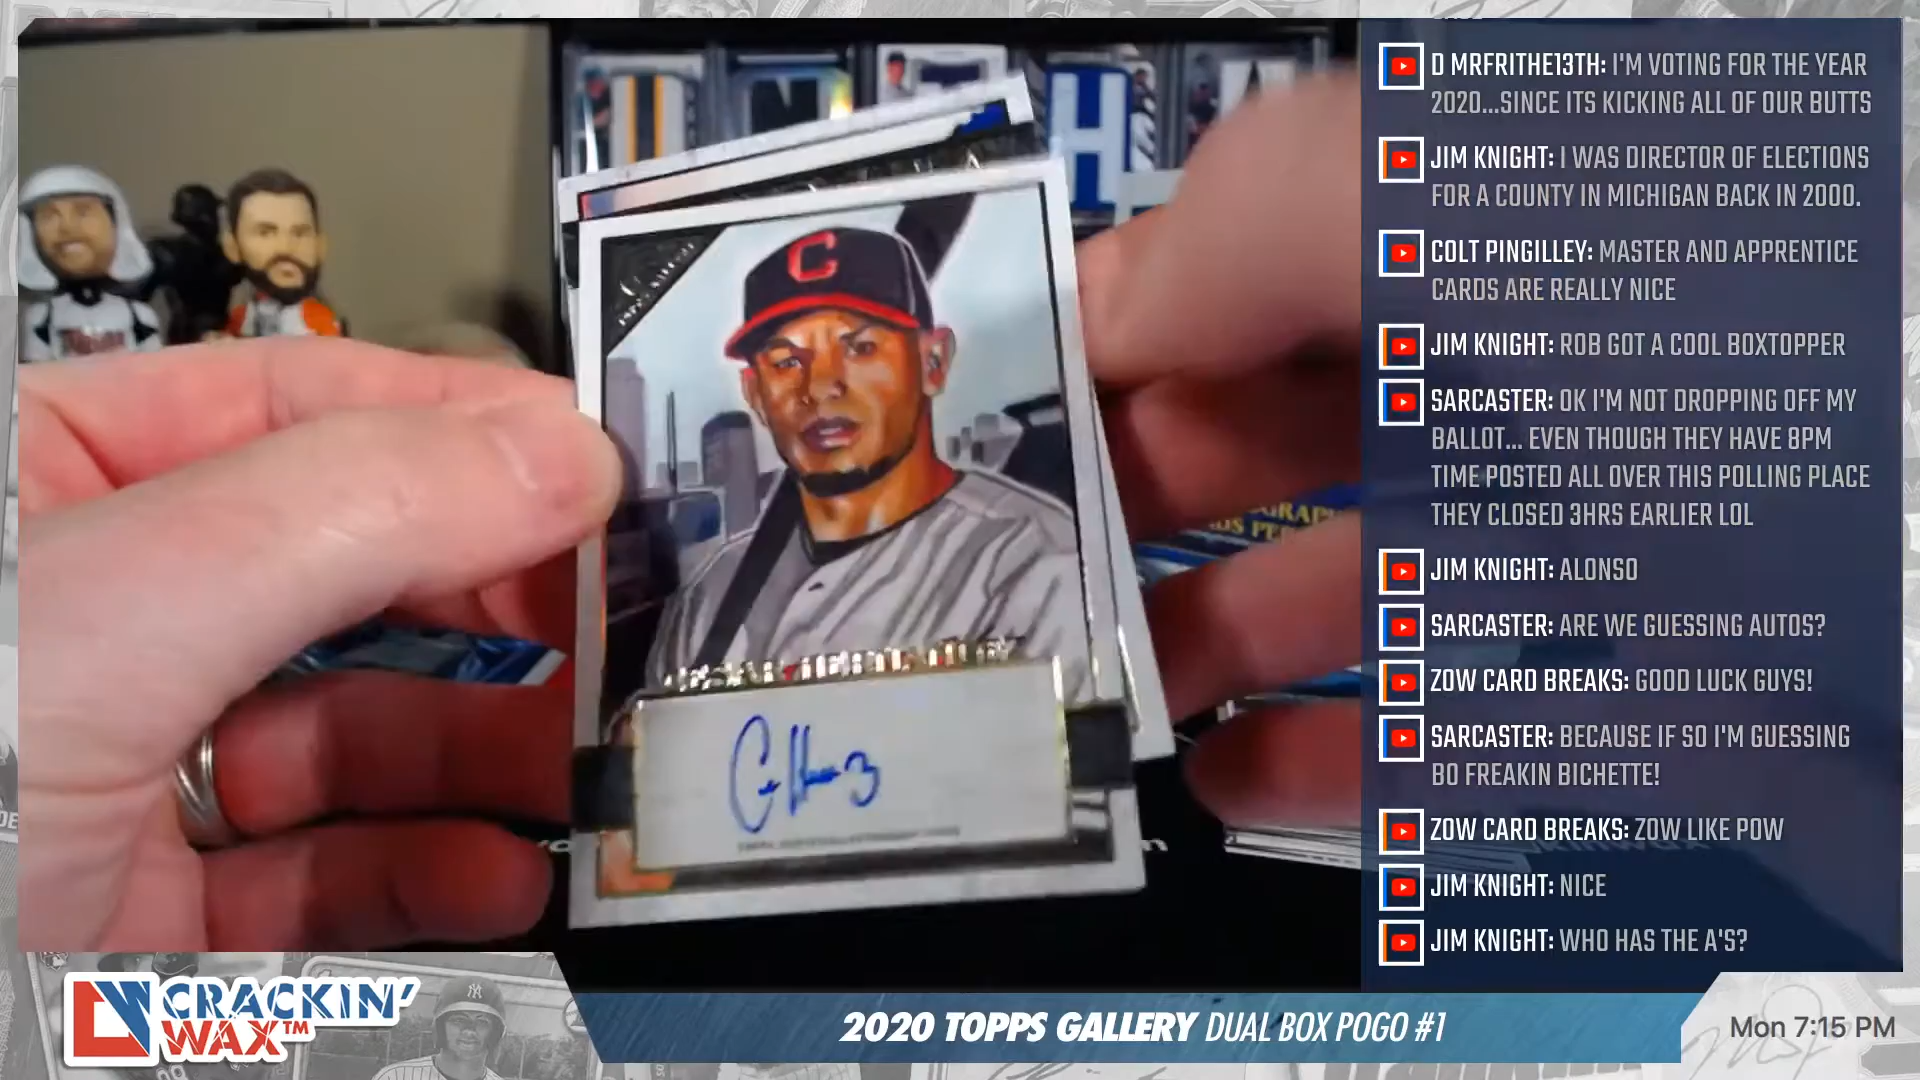 D MRFRITHE13TH: I'M VOTING FOR THE YEAR
2020...SINCE ITS KICKING ALL OF OUR BUTTS
JIM KNIGHT: I WAS DIRECTOR OF ELECTIONS
FOR A COUNTY IN MICHIGAN BACK IN 2000.
COLT PINGILLEY: MASTER AND APPRENTICE
CARDS ARE REALLY NICE
JIM KNIGHT: ROB GOT A COOL BOXTOPPER
SARCASTER: OK I'M NOT DROPPING OFF MY
BALLOT... EVEN THOUGH THEY HAVE 8PM
TIME POSTED ALL OVER THIS POLLING PLACE
THEY CLOSED 3HRS EARLIER LOL
JIM KNIGHT: ALONSO
SARCASTER: ARE WE GUESSING AUTOS?
ZOW CARD BREAKS: GOOD LUCK GUYS!
SARCASTER: BECAUSE IF SO I'M GUESSING
BO FREAKIN BICHETTE!
ZOW CARD BREAKS: ZOW LIKE POW
JIM KNIGHT: NICE
JIM KNIGHT: WHO HAS THE A'S?
C
CRACKIN'
WAX™
2020 TOPPS GALLERY DUAL BOX POGO #1
Mon 7:15 PM